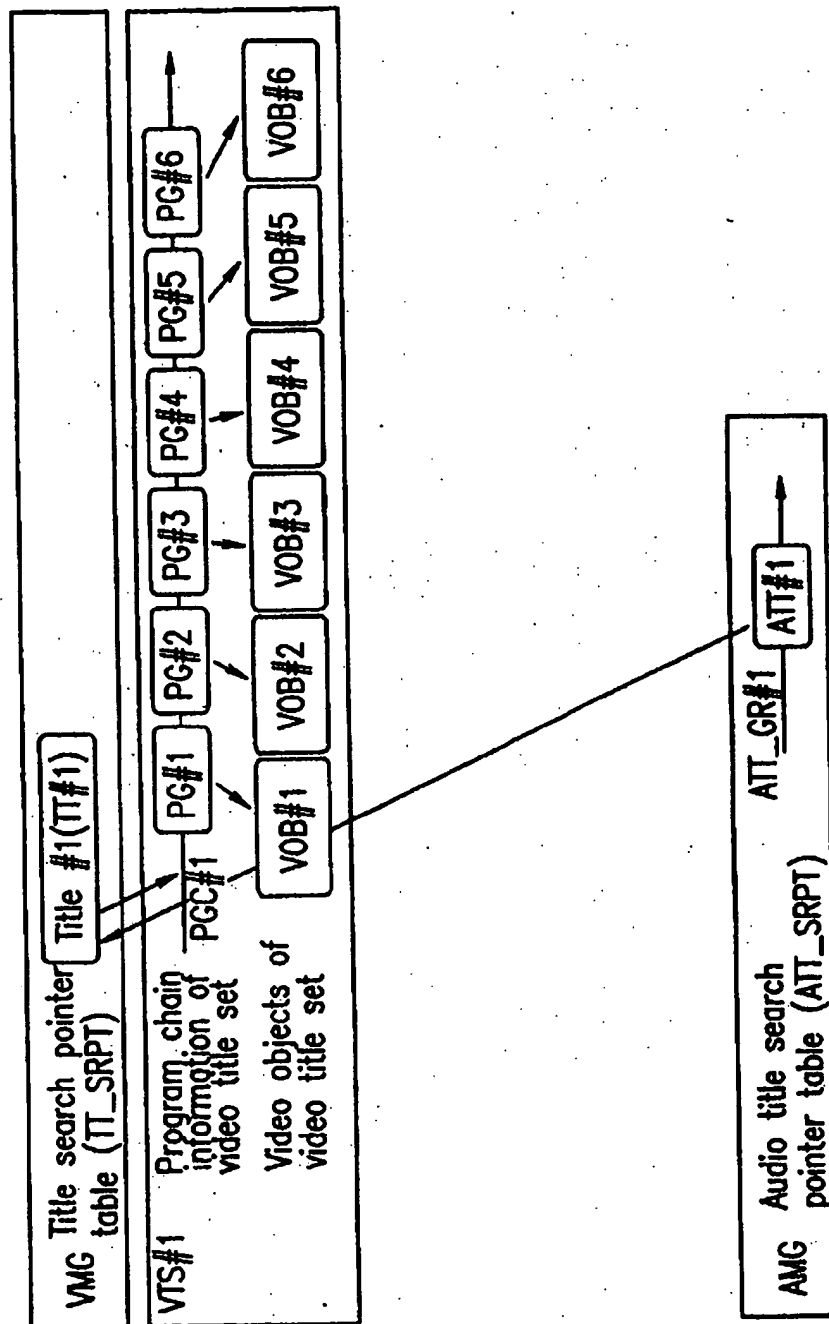 VMG Title search pointer
table (TT_SRPT)
Title #1(TT#1)
VTS#1
Program chain
information of
video title set
PGC#1
PG#1
PG#2
PG#3
PG#4
PG#5
PG#6
Video objects of
video title set
VOB#1
VOB#2
VOB#3
VOB#4
VOB#5
VOB#6
AMG Audio title search
pointer table (ATT_SRPT)
ATT_GR#1
ATT#1